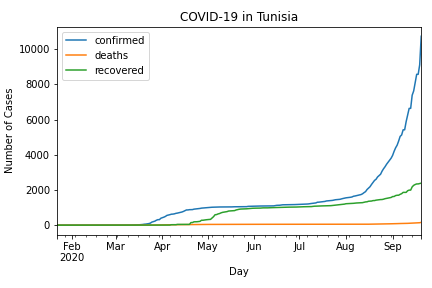 COVID-19 in Tunisia
confirmed
deaths
recovered
10000
8000
6000
4000
2000
0
Number of Cases
Feb Mar Apr May Jun Jul Aug Sep
2020
Day